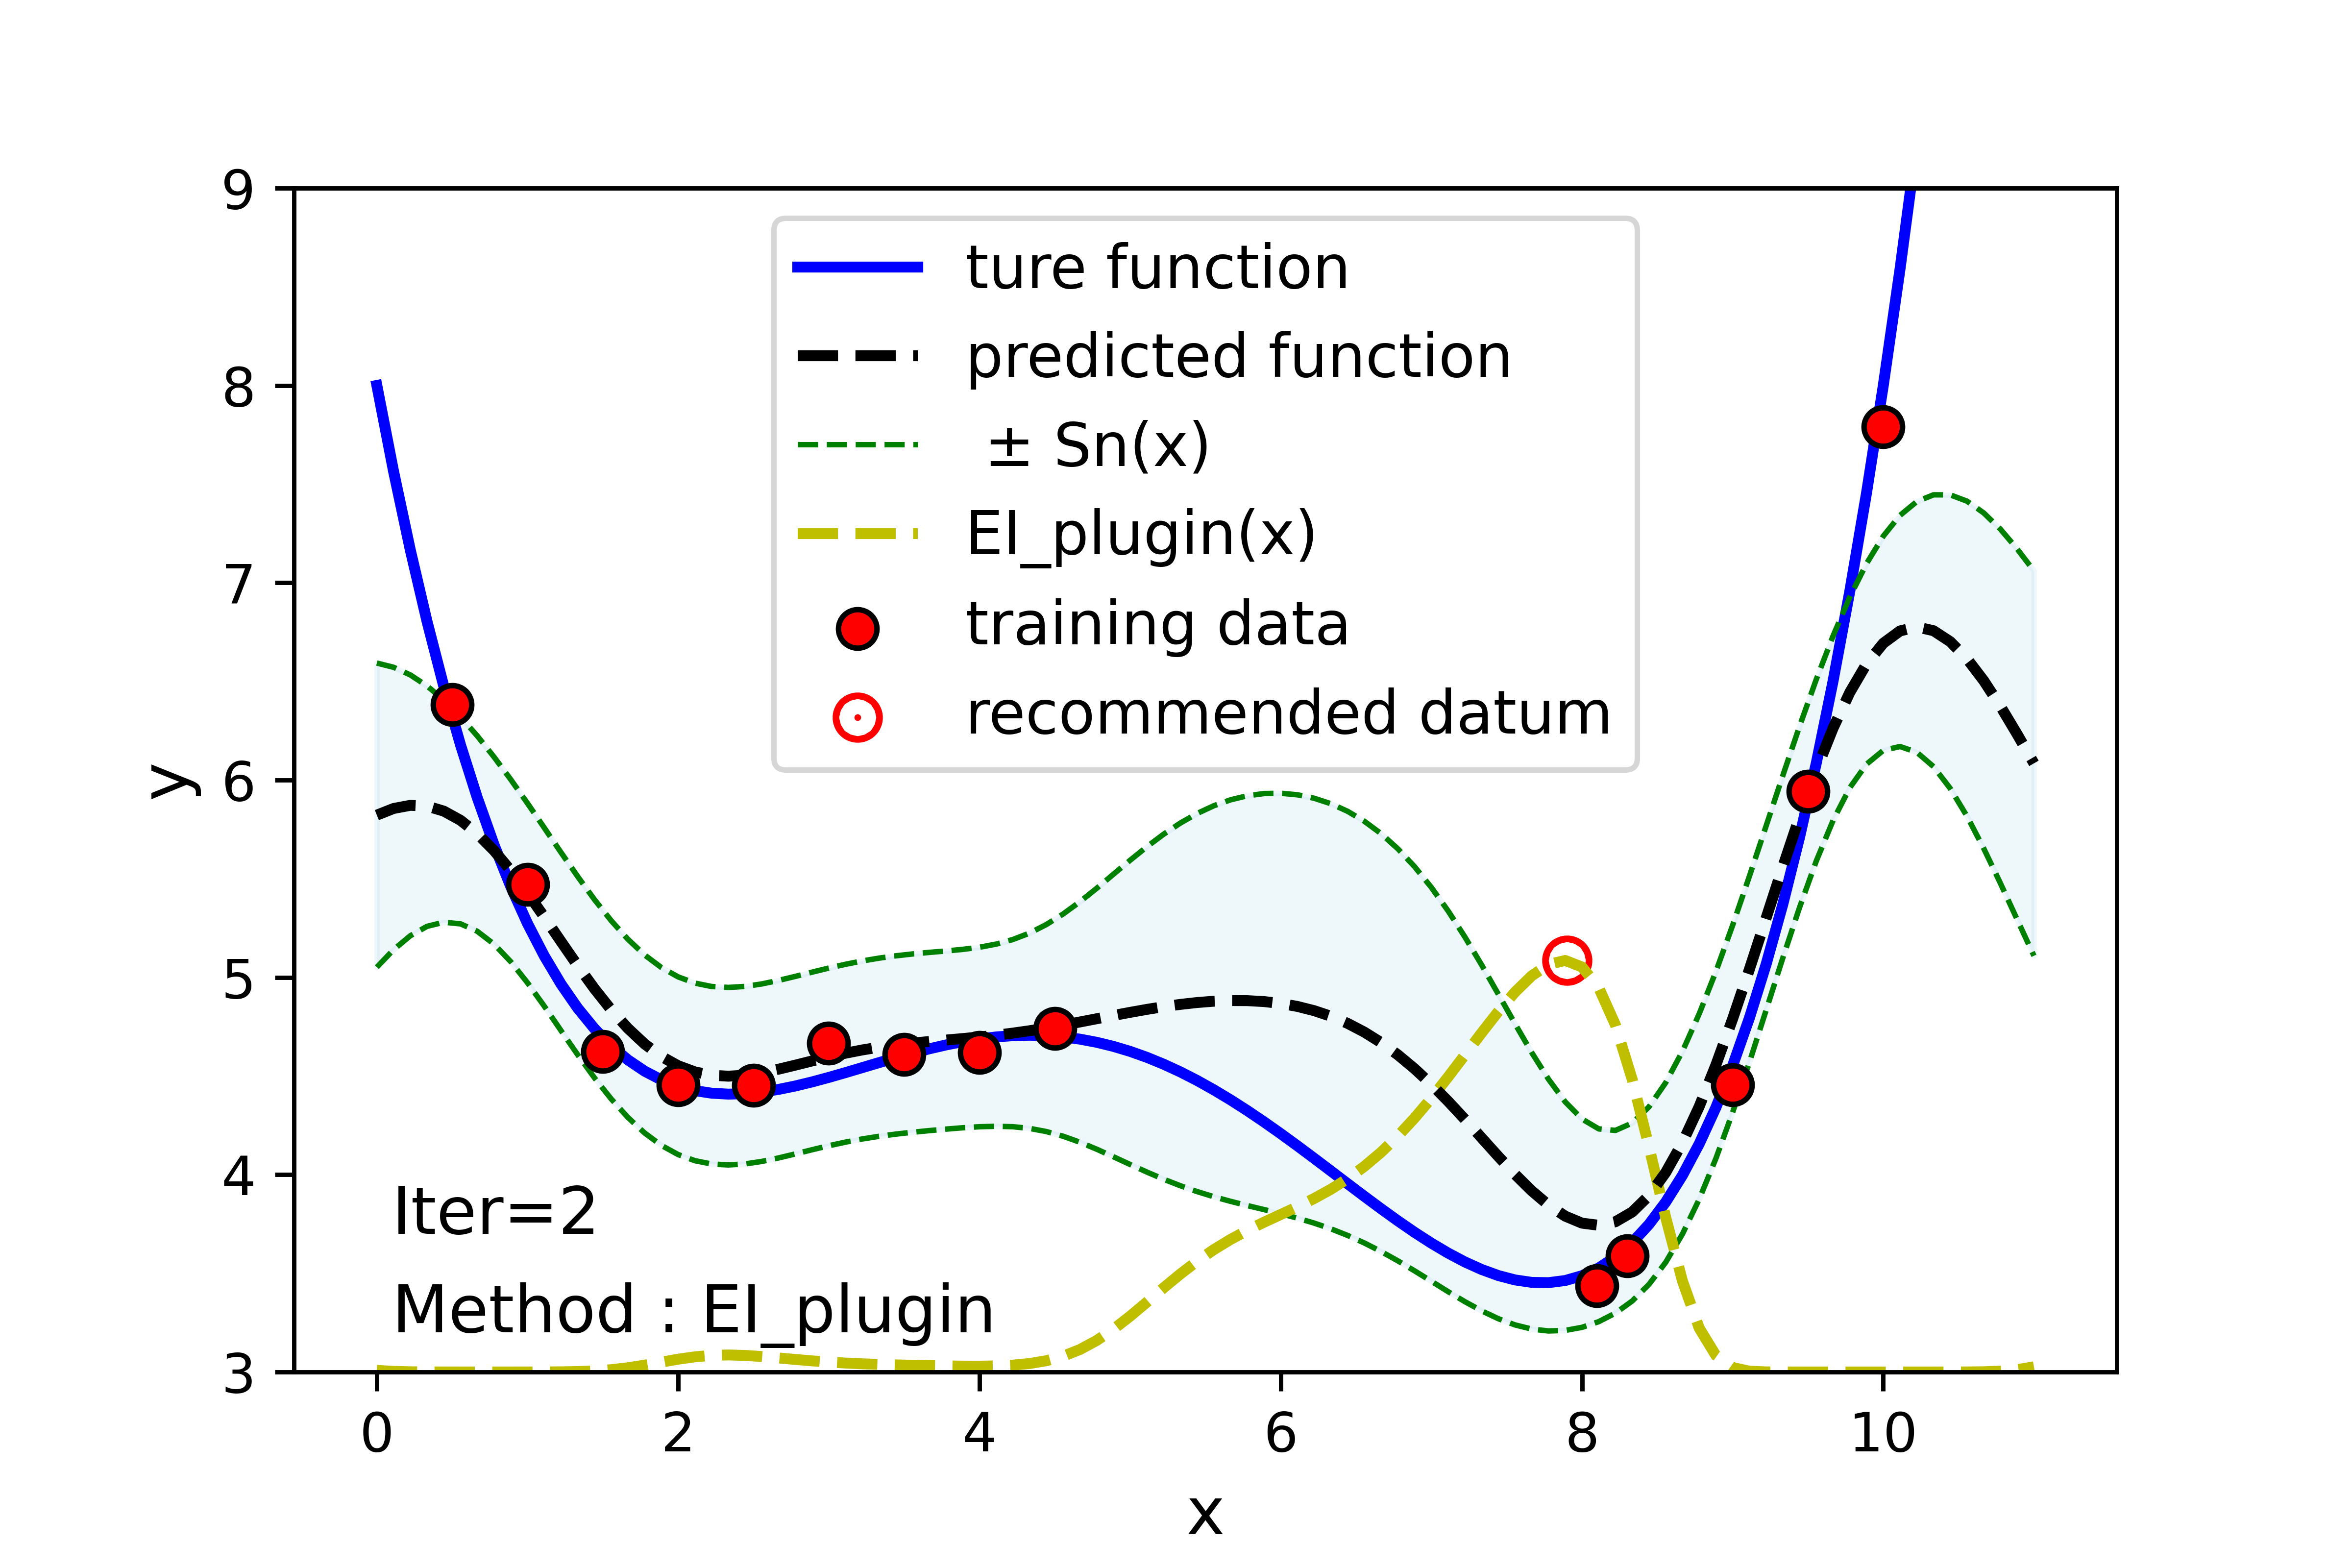 9
8
7
6
5
4
3
y
ture function
predicted function
± Sn(x)
EI_plugin(x)
training data
recommended datum
Iter=2
Method : EI_plugin
0 2 4 6 8 10
x